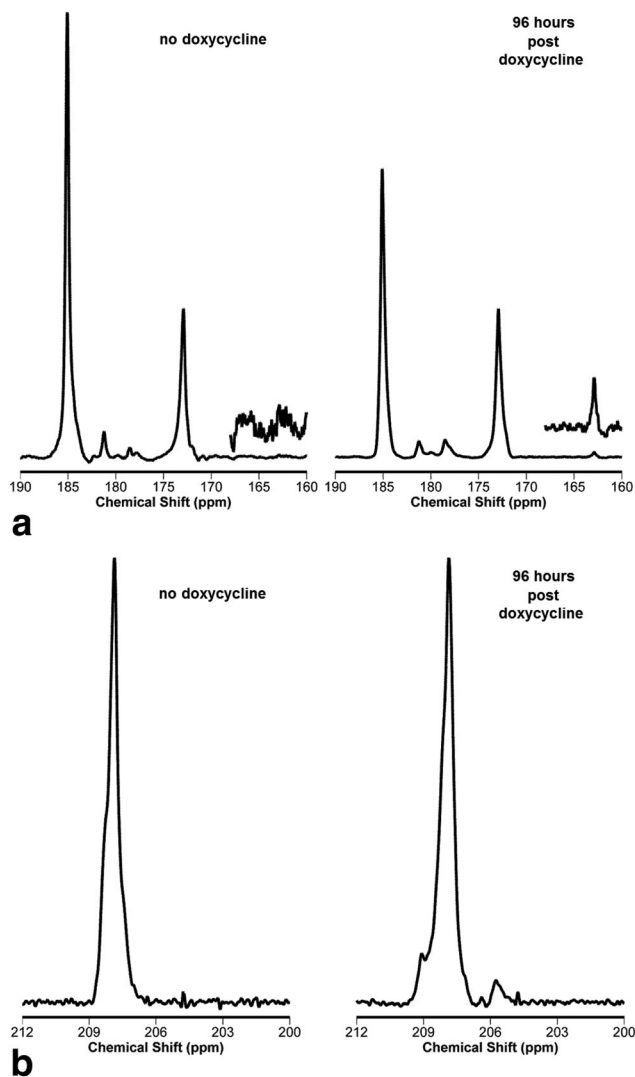 no doxycycline
96 hours
post
doxycycline
190 185 180 175 170 165 160
Chemical Shift (ppm)
190 185 180 175 170 165 160
Chemical Shift (ppm)
a
no doxycycline
96 hours
post
doxycycline
212 209 206 203 200
Chemical Shift (ppm)
212 209 206 203 200
Chemical Shift (ppm)
b